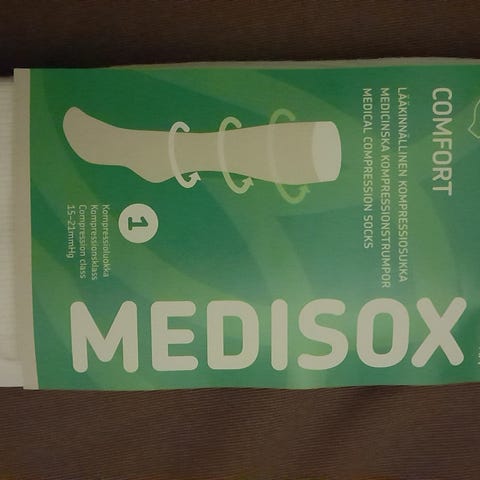 COMFORT
LÄÄKINNÄLLINEN KOMPRESSIOSUKKA
MEDICINSKA KOMPRESSIONSTRUMPOR
MEDICAL COMPRESSION SOCKS
1
Kompressioluokka
Kompressionsklass
Compression class
15–21mmHg
MEDISOX